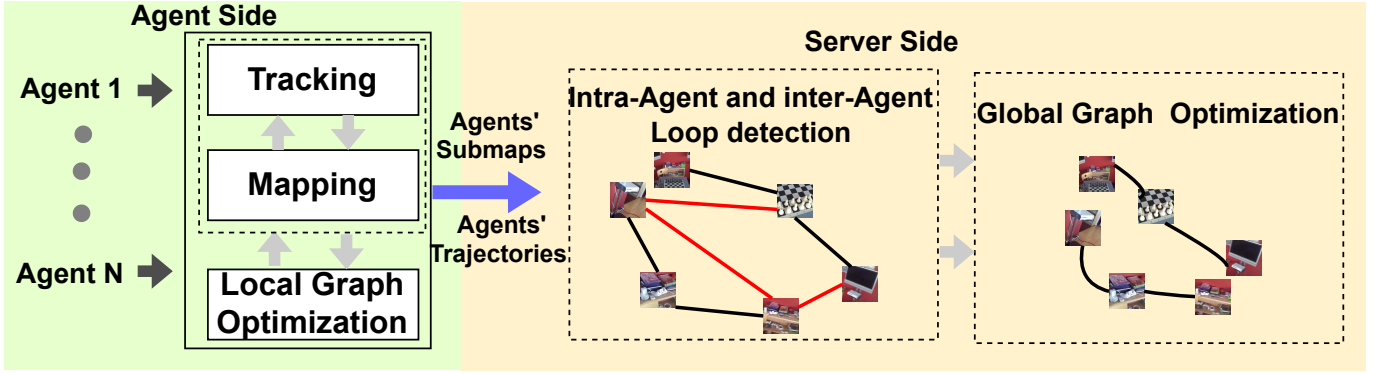 Agent Side
Agent 1
Agent N
Tracking
Mapping
Local Graph
Optimization
Agents'
Submaps
Agents'
Trajectories
Server Side
Intra-Agent and inter-Agent
Loop detection
Global Graph Optimization